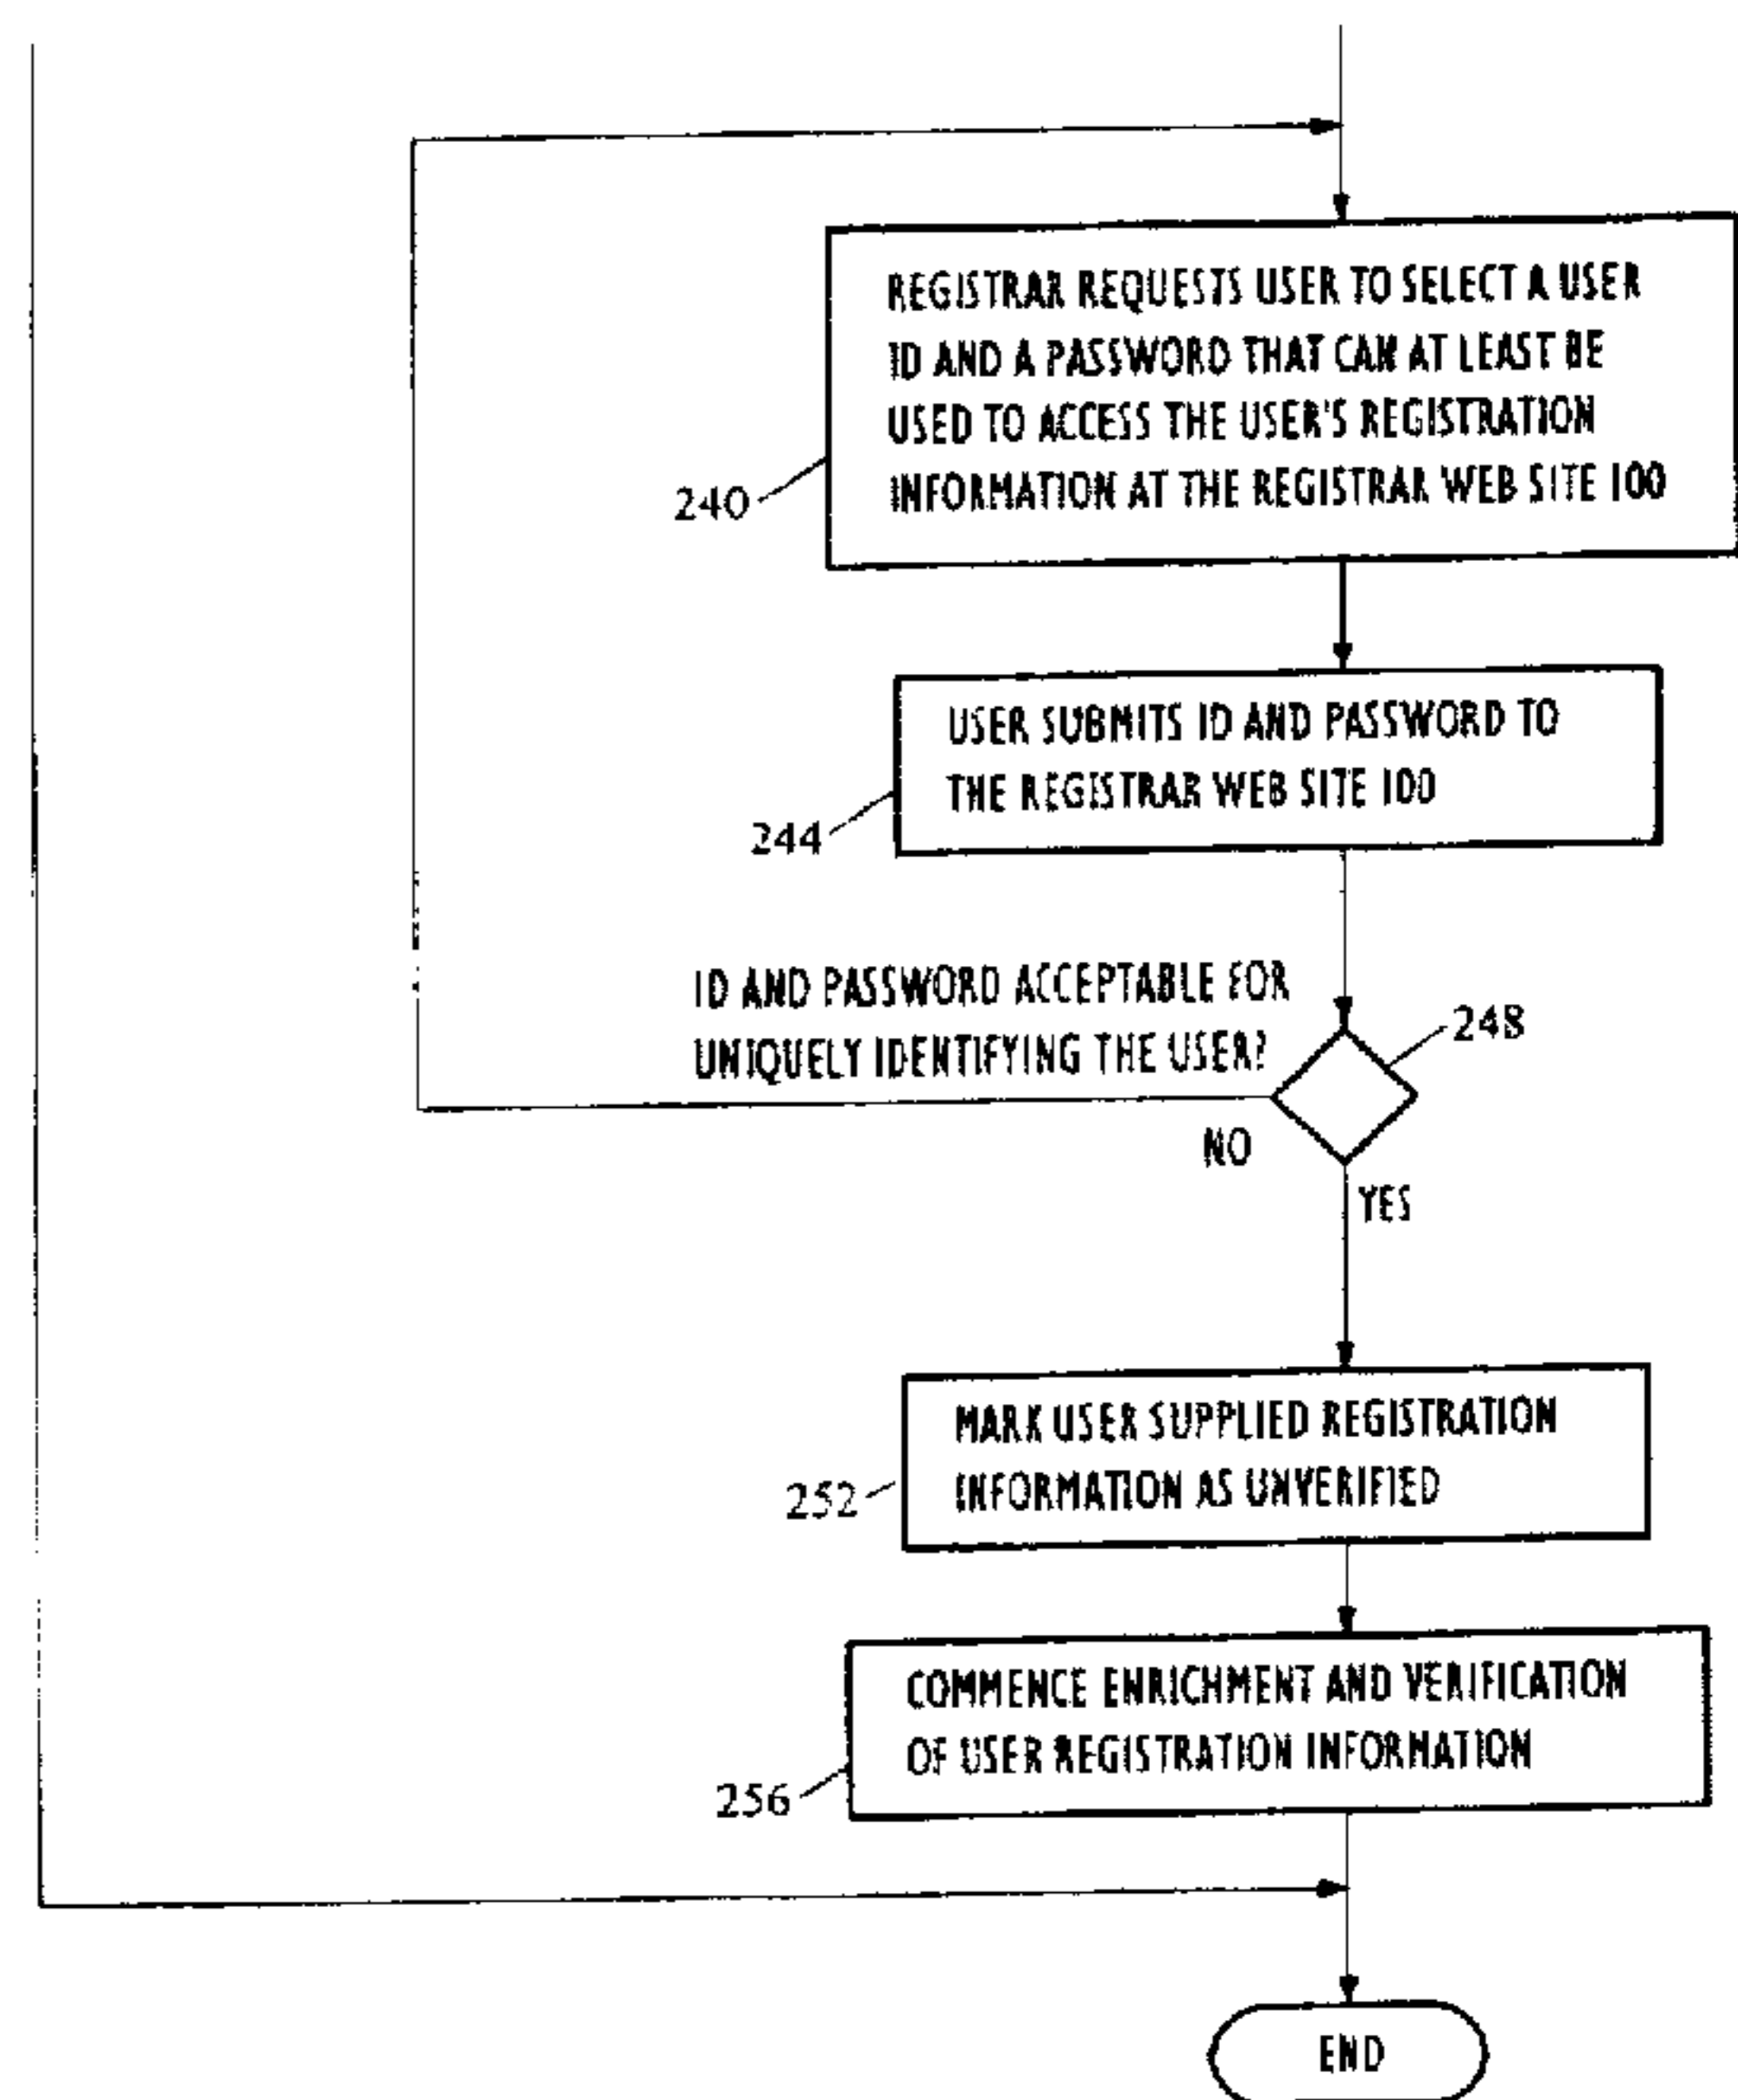 REGISTRAR REQUESTS USER TO SELECT A USER
ID AND A PASSWORD THAT CAN AT LEAST BE
USED TO ACCESS THE USER'S REGISTRATION
INFORMATION AT THE REGISTRAR WEB SITE 100
240
USER SUBMITS ID AND PASSWORD TO
THE REGISTRAR WEB SITE 100
244
ID AND PASSWORD ACCEPTABLE FOR
UNIQUELY IDENTIFYING THE USER?
248
NO
YES
MARK USER SUPPLIED REGISTRATION
INFORMATION AS UNVERIFIED
252
COMMENCE ENRICHMENT AND VERIFICATION
OF USER REGISTRATION INFORMATION
256
END